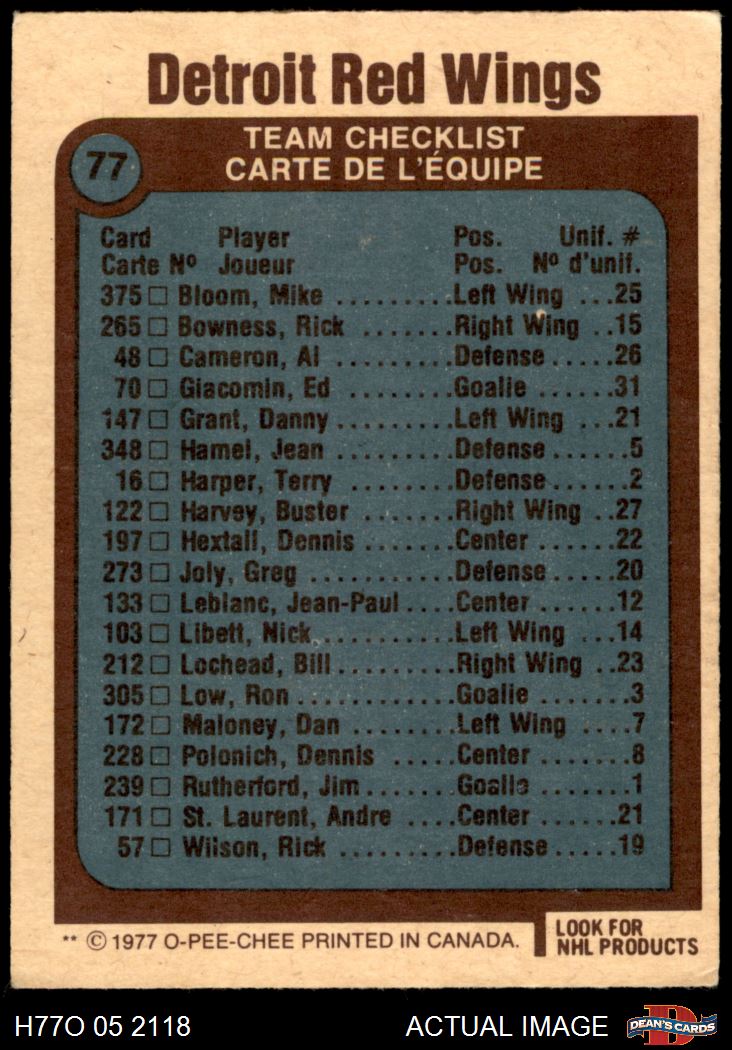 Detroit Red Wings
TEAM CHECKLIST
77
CARTE DE L'ÉQUIPE
Card Player Pos. Unif. #
Carte Nº Joueur Pos. Nº d'unif.
375 □ Bloom, Mike .........Left Wing ...25
265 □ Bowness, Rick .......Right Wing ..15
48 □ Cameron, Al .........Defense .....26
70 □ Giacomin, Ed ........Goalie ......31
147 □ Grant, Danny........Left Wing ...21
348 □ Hamel, Jean .........Defense......5
16 □ Harper, Terry .......Defense......2
122 □ Harvey, Buster ......Right Wing ..27
197 □ Hextall, Dennis .....Center ......22
273 □ Joly, Greg ..........Defense.....20
133 □ Leblanc, Jean-Paul....Center ......12
103 □ Libett, Nick..........Left Wing ...14
212 □ Lochead, Bill........Right Wing ..23
305 □ Low, Ron............Goalie .......3
172 □ Maloney, Dan .......Left Wing ....7
228 □ Polonich, Dennis .....Center .......8
239 □ Rutherford, Jim......Goalie .......1
171 □ St. Laurent, Andre ....Center ......21
57 □ Wilson, Rick .........Defense.....19
** © 1977 O-PEE-CHEE PRINTED IN CANADA.
LOOK FOR
NHL PRODUCTS
H77O 05 2118 ACTUAL IMAGE
DEAN'S CARDS